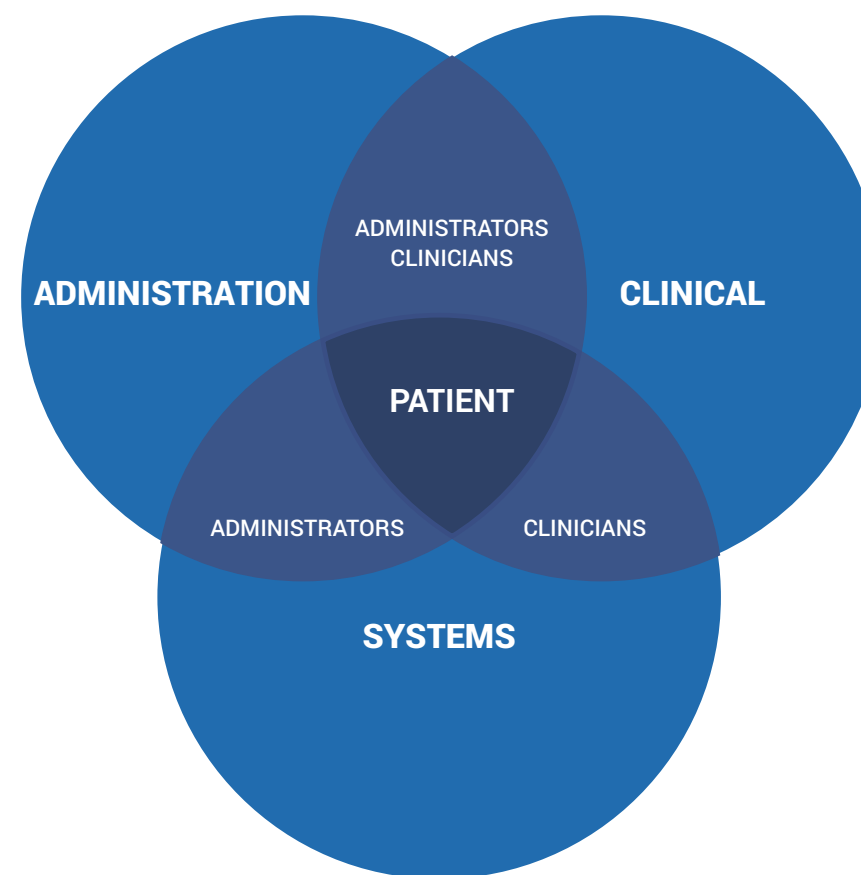 ADMINISTRATORS
CLINICIANS
ADMINISTRATION
CLINICAL
PATIENT
ADMINISTRATORS
CLINICIANS
SYSTEMS